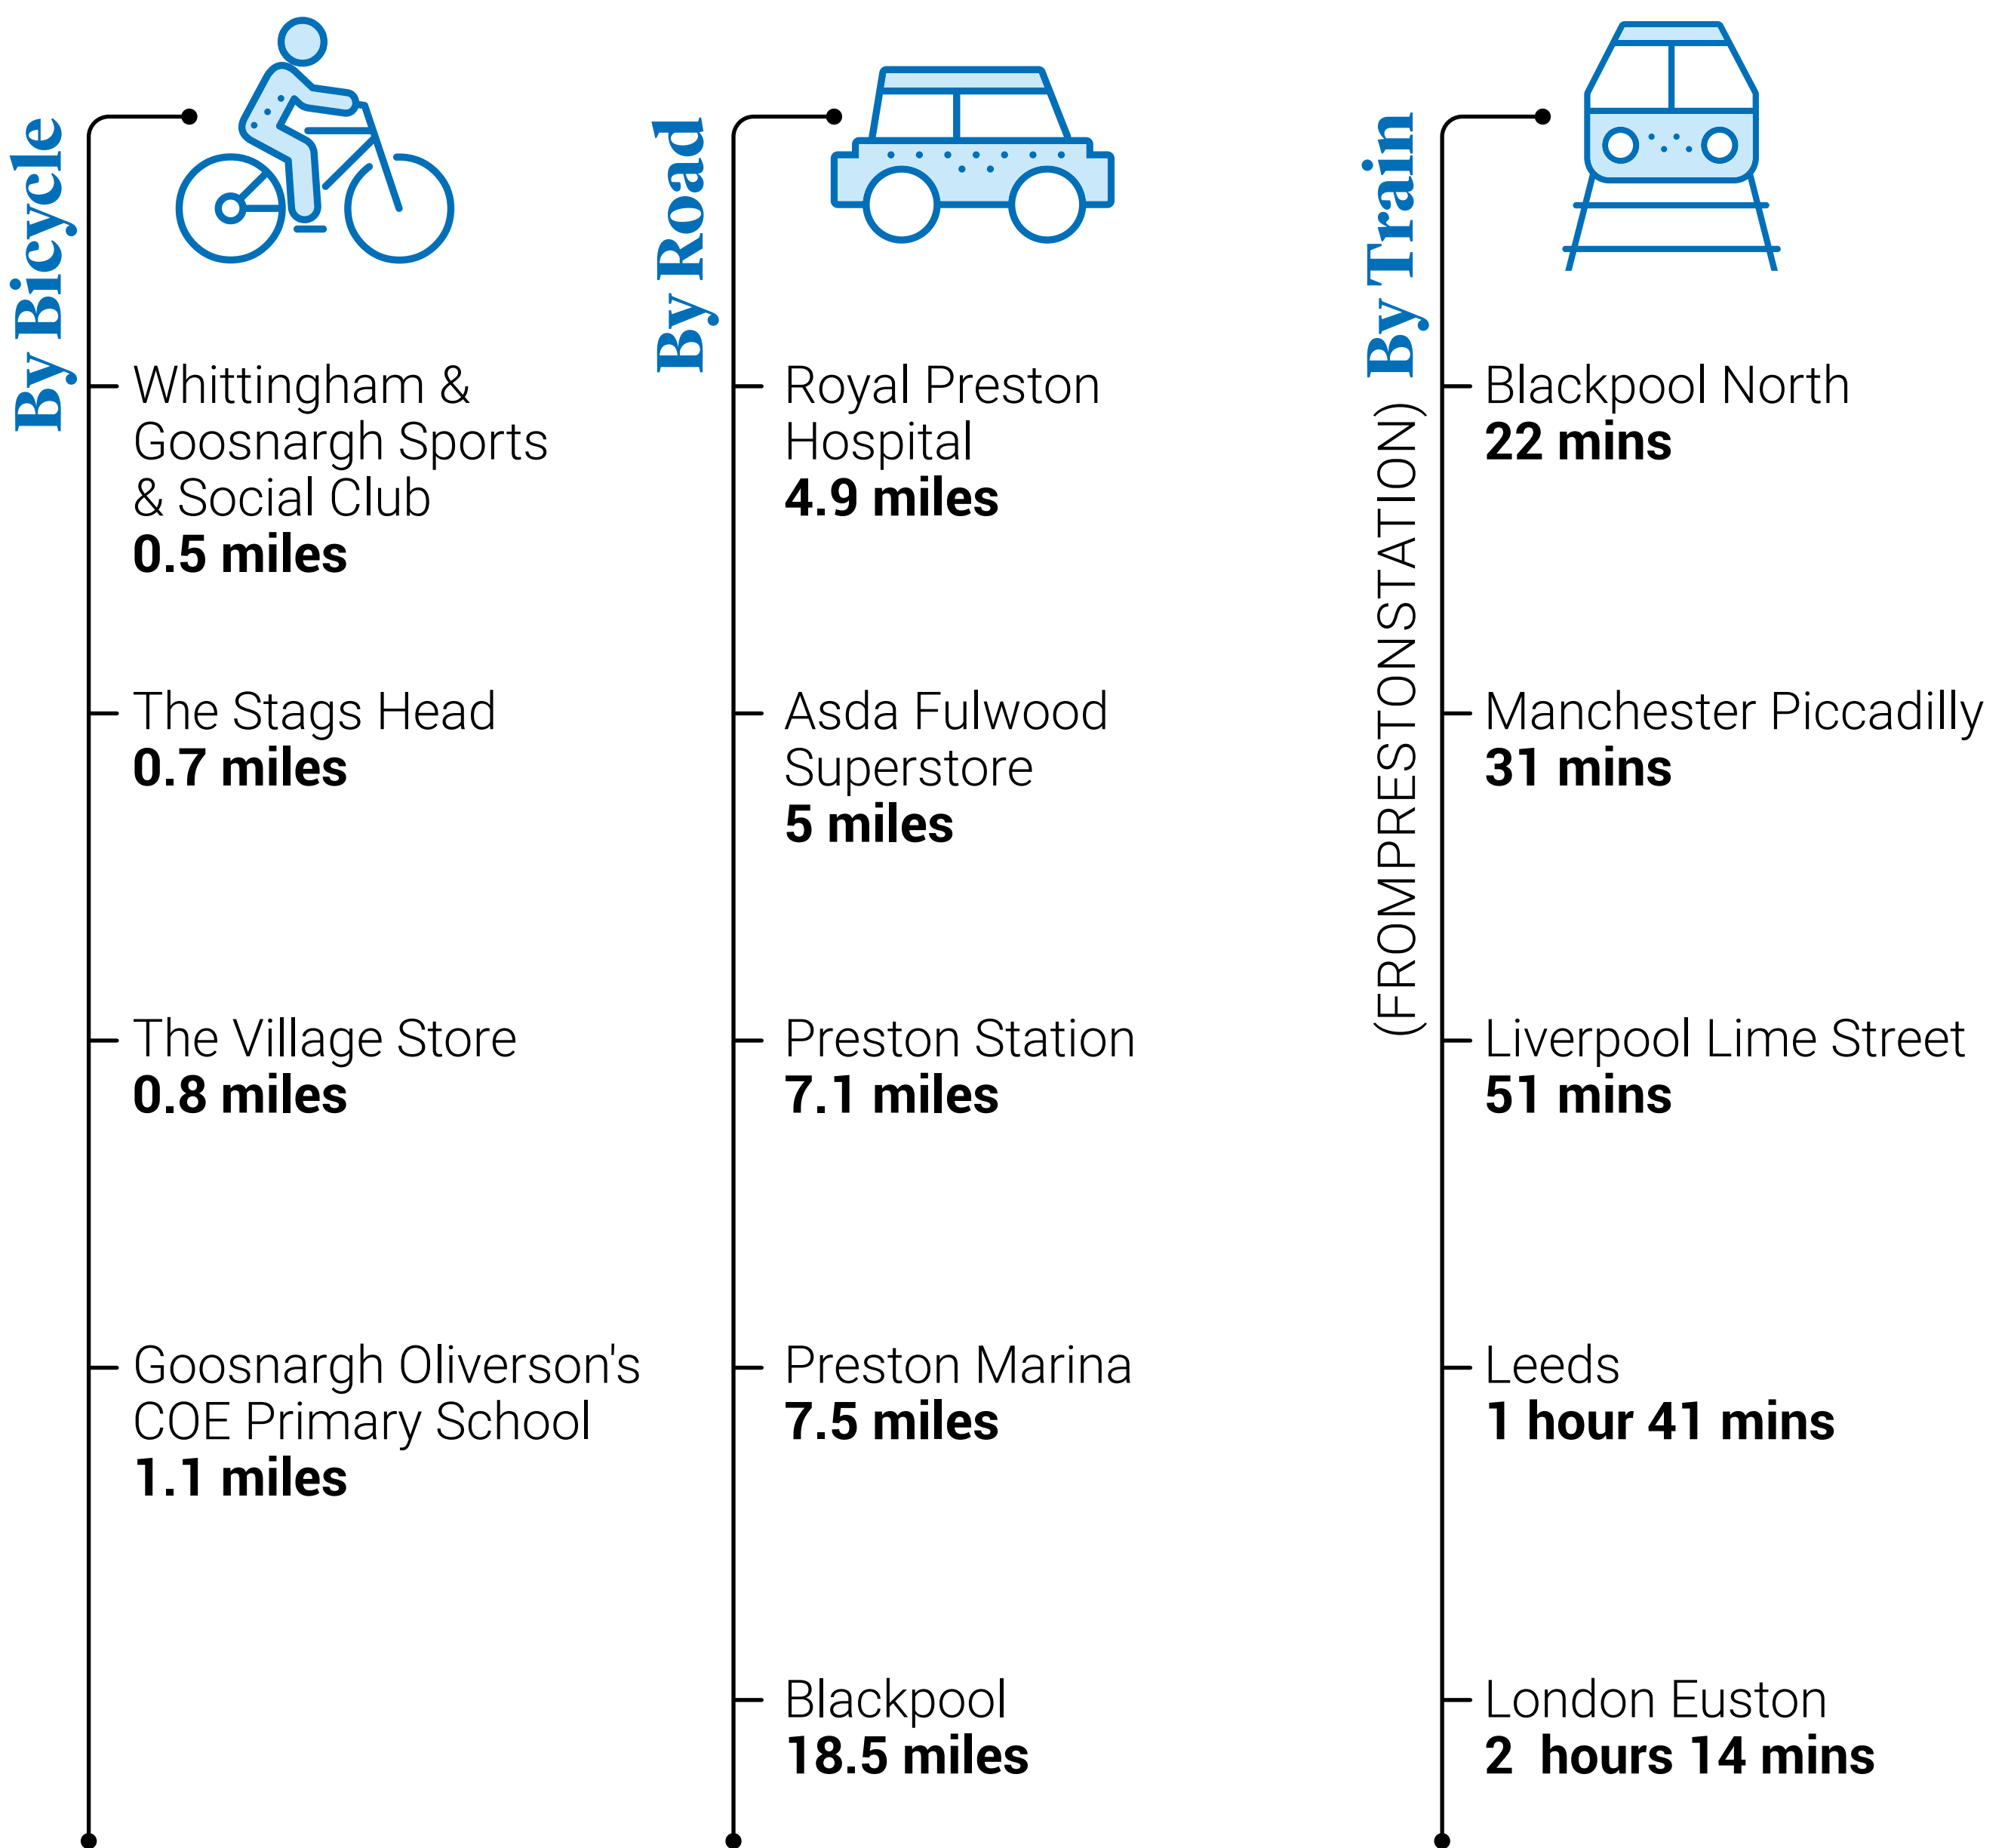 By Bicycle
Whittingham &
Goosnargh Sports
& Social Club
0.5 miles
The Stags Head
0.7 miles
The Village Store
0.8 miles
Goosnargh Oliverson's
COE Primary School
1.1 miles
By Road
Royal Preston
Hospital
4.9 miles
Asda Fulwood
Superstore
5 miles
Preston Station
7.1 miles
Preston Marina
7.5 miles
Blackpool
18.5 miles
By Train (FROMPRESTONSTATION)
Blackpool North
22 mins
Manchester Piccadilly
31 mins
Liverpool Lime Street
51 mins
Leeds
1 hour 41 mins
London Euston
2 hours 14 mins